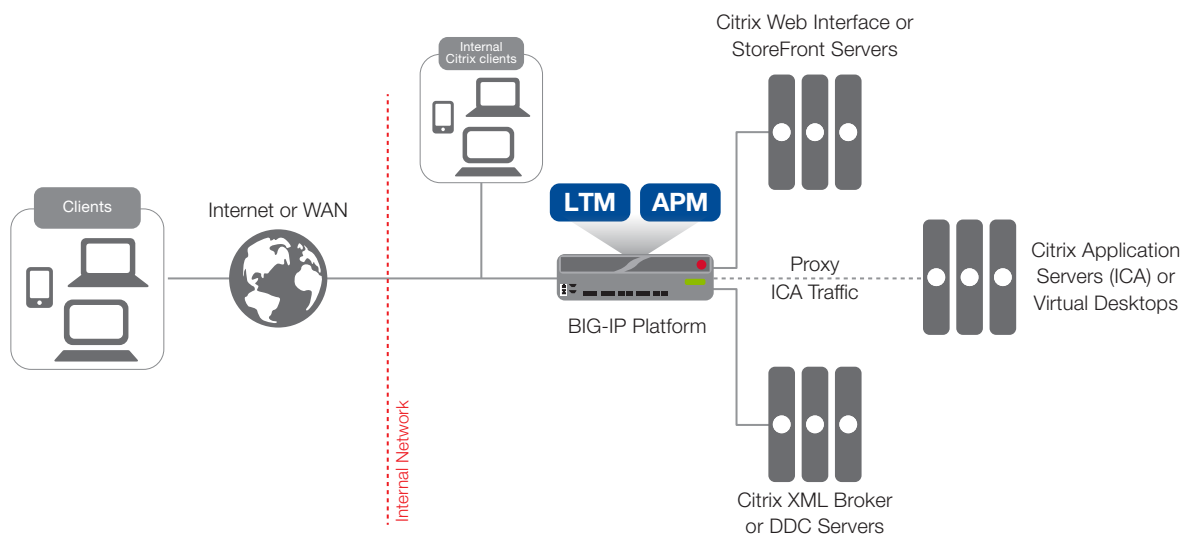 Citrix Web Interface or
StoreFront Servers
Internal
Citrix clients
LTM
APM
Clients
Internet or WAN
Proxy
ICA Traffic
Citrix Application
Servers (ICA) or
Virtual Desktops
BIG-IP Platform
Internal Network
Citrix XML Broker
or DDC Servers